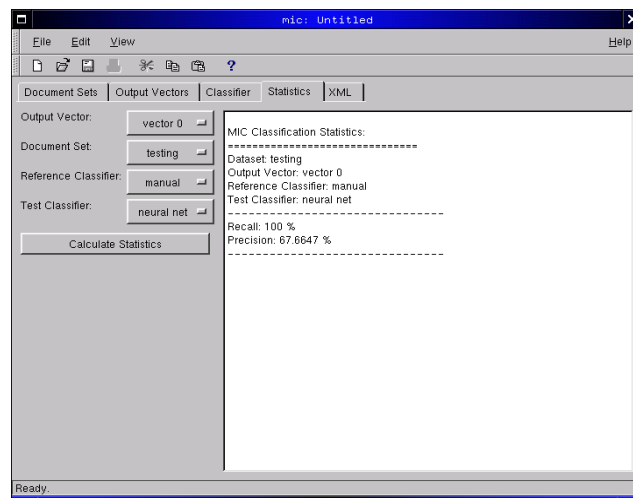 mic: Untitled
File Edit View Help
?
Document Sets Output Vectors Classifier Statistics XML
Output Vector: vector 0
Document Set: testing
Reference Classifier: manual
Test Classifier: neural net
Calculate Statistics
MIC Classification Statistics:
===============================
Dataset: testing
Output Vector: vector 0
Reference Classifier: manual
Test Classifier: neural net
--------------------------------
Recall: 100 %
Precision: 67.6647 %
--------------------------------
Ready.